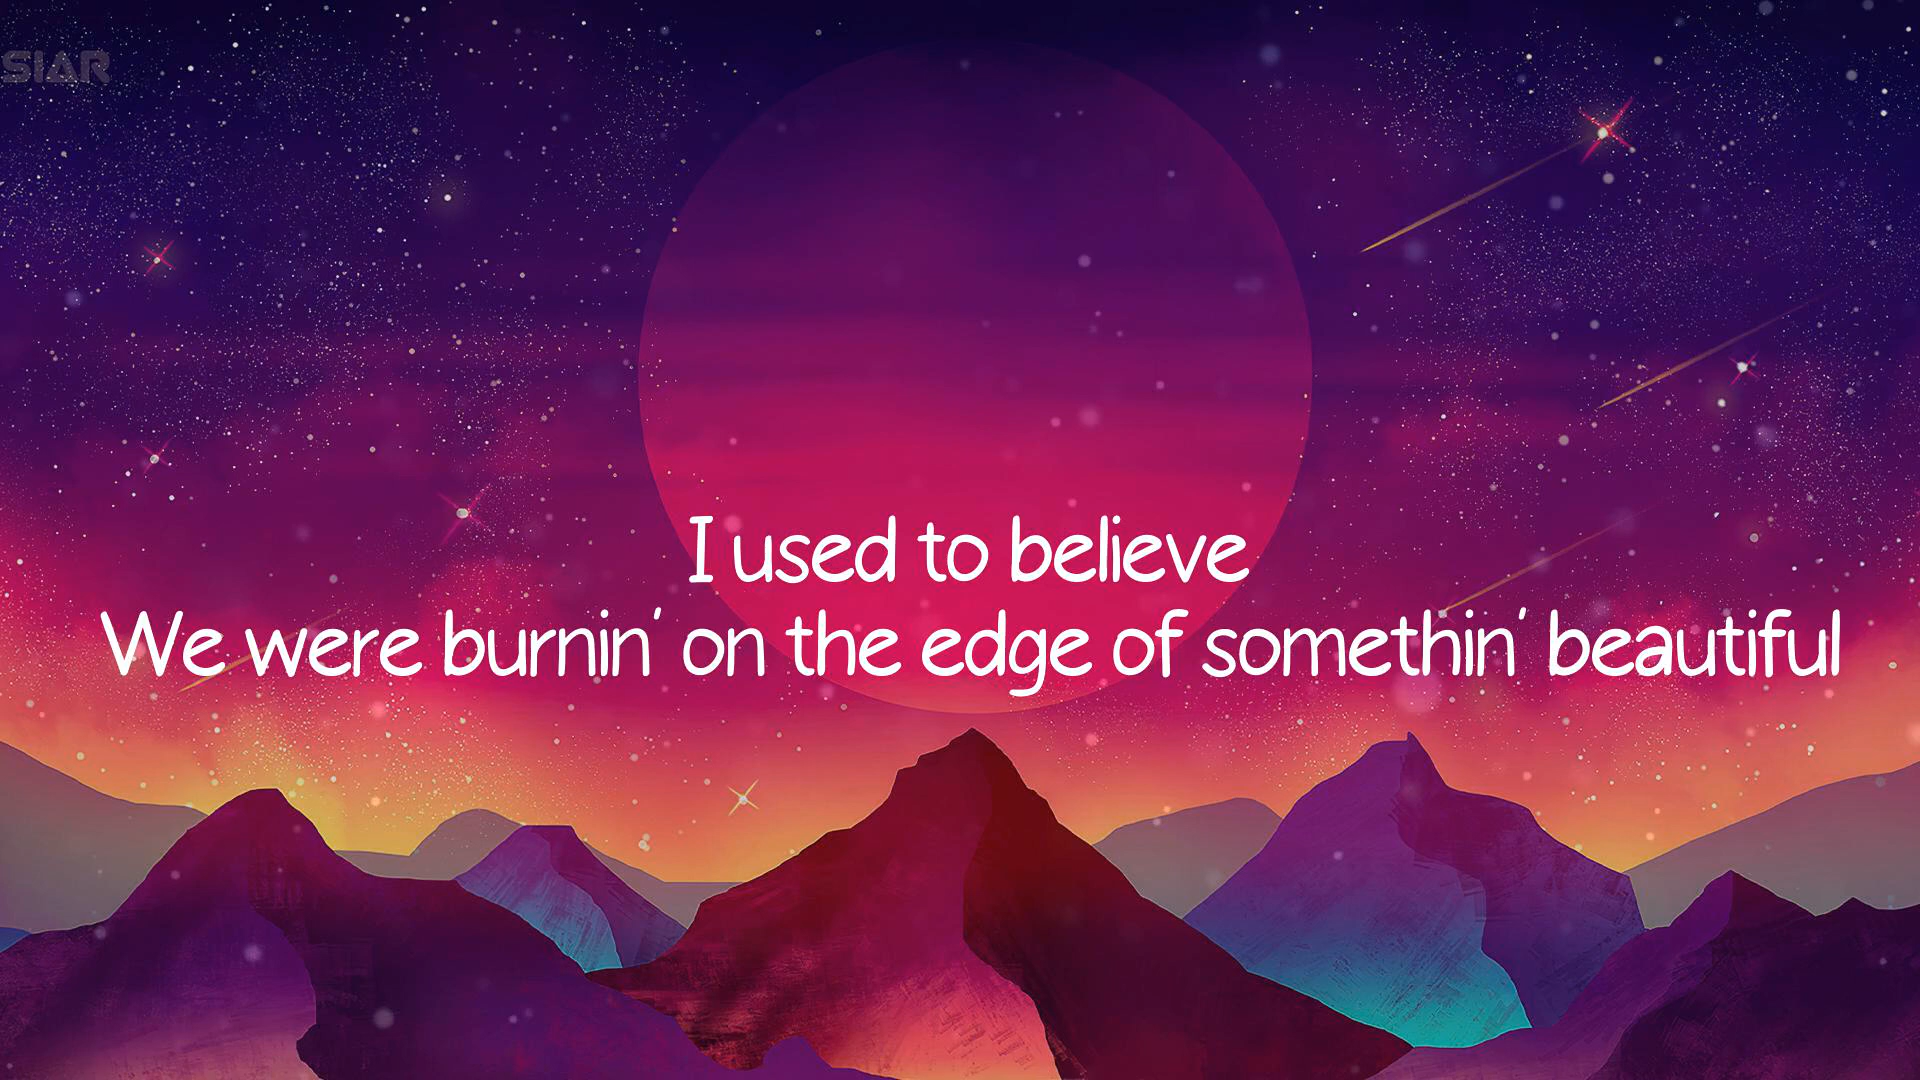 SIAR
I used to believe
We were burnin' on the edge of somethin' beautiful